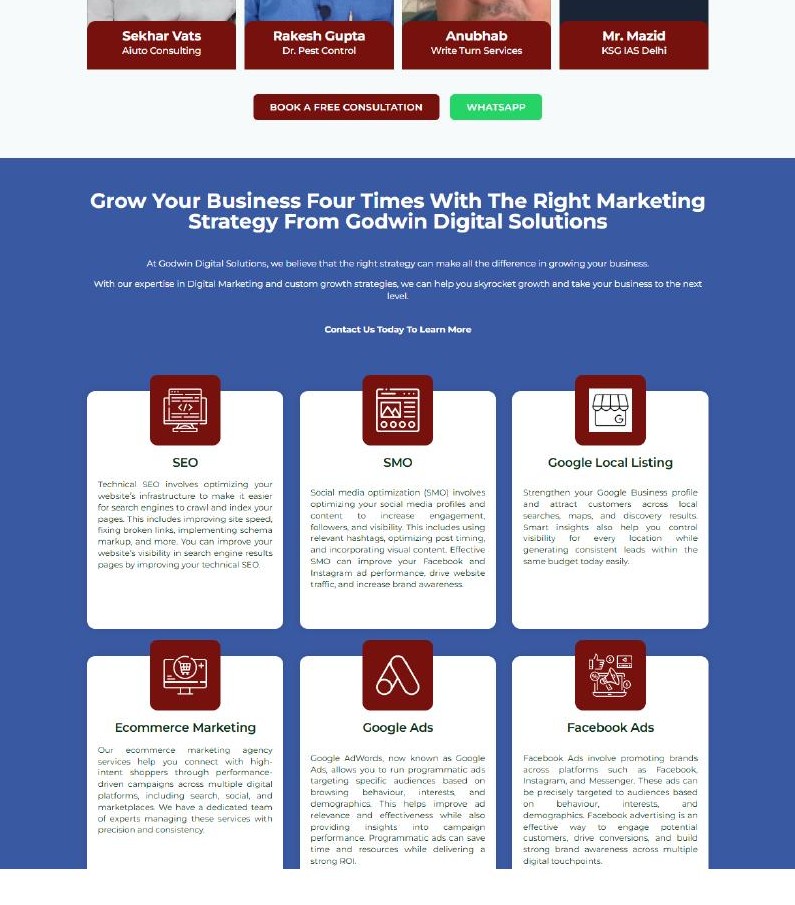 Sekhar Vats
Aiuto Consulting
Rakesh Gupta
Dr. Pest Control
Anubhab
Write Turn Services
Mr. Mazid
KSG IAS Delhi
BOOK A FREE CONSULTATION
WHATSAPP
Grow Your Business Four Times With The Right Marketing
Strategy From Godwin Digital Solutions
At Godwin Digital Solutions, we believe that the right strategy can make all the difference in growing your business.
With our expertise in Digital Marketing and custom growth strategies, we can help you skyrocket growth and take your business to the next
level.
Contact Us Today To Learn More
SEO
Technical SEO involves optimizing your
website's infrastructure to make it easier
for search engines to crawl and index your
pages. This includes improving site speed,
fixing broken links, implementing schema
markup, and more. You can improve your
website's visibility in search engine results
pages by improving your technical SEO.
SMO
Social media optimization (SMO) involves
optimizing your social media profiles and
content to increase engagement,
followers, and visibility. This includes using
relevant hashtags, optimizing post timing,
and incorporating visual content. Effective
SMO can improve your Facebook and
Instagram ad performance, drive website
traffic, and increase brand awareness.
Google Local Listing
Strengthen your Google Business profile
and attract customers across local
searches, maps, and discovery results.
Smart insights also help you control
visibility for every location while
generating consistent leads within the
same budget today easily.
Ecommerce Marketing
Our ecommerce marketing agency
services help you connect with high-
intent shoppers through performance-
driven campaigns across multiple digital
platforms, including search, social, and
marketplaces. We have a dedicated team
of experts managing these services with
precision and consistency.
Google Ads
Google AdWords, now known as Google
Ads, allows you to run programmatic ads
targeting specific audiences based on
browsing behaviour, interests, and
demographics. This helps improve ad
relevance and effectiveness while also
providing insights into campaign
performance. Programmatic ads can save
time and resources while delivering a
strong ROI.
Facebook Ads
Facebook Ads involve promoting brands
across platforms such as Facebook,
Instagram, and Messenger. These ads can
be precisely targeted to audiences based
on behaviour, interests, and
demographics. Facebook advertising is an
effective way to engage potential
customers, drive conversions, and build
strong brand awareness across multiple
digital touchpoints.